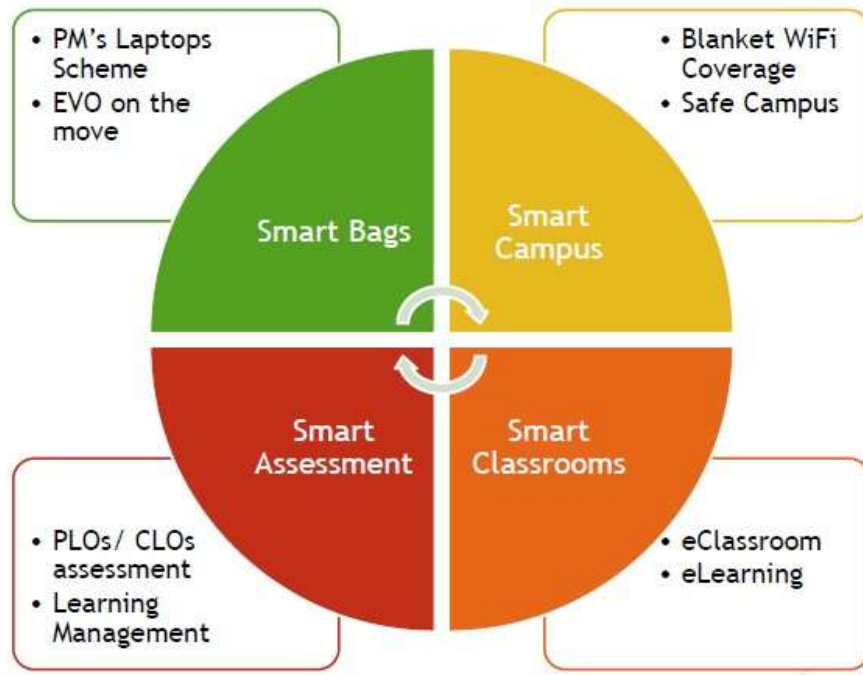 • PM's Laptops
Scheme
• EVO on the
move
• Blanket WiFi
Coverage
• Safe Campus
Smart Bags
Smart
Campus
Smart
Assessment
Smart
Classrooms
• PLOs/ CLOs
assessment
• Learning
Management
• eClassroom
• eLearning